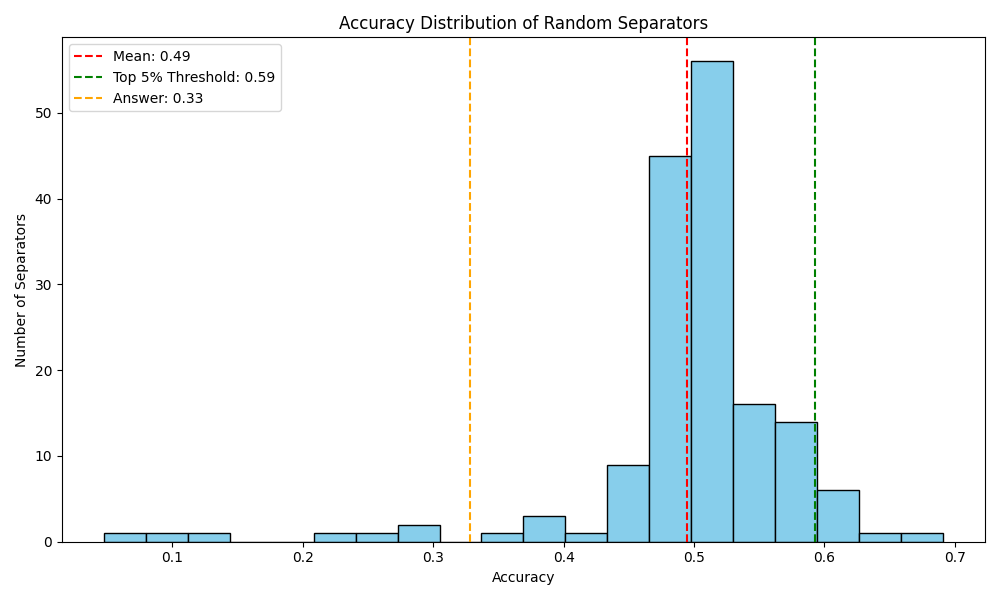 Accuracy Distribution of Random Separators
Mean: 0.49
Top 5% Threshold: 0.59
Answer: 0.33
Number of Separators
50
40
30
20
10
0
0.1 0.2 0.3 0.4 0.5 0.6 0.7
Accuracy